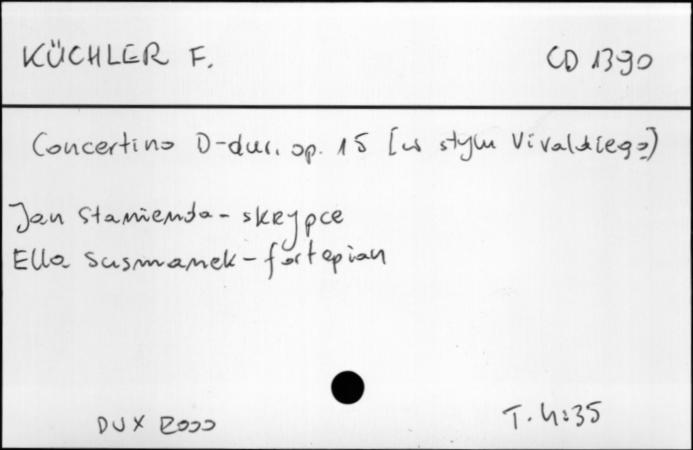 KÜCHLER F. CD 1390
Concertino D-dur. op. 15 [w stylu Vivaldiego]
Jan Stanienda - skrzypce
Ella Susmanek - fortepian
DUX 2000 T. 4:35